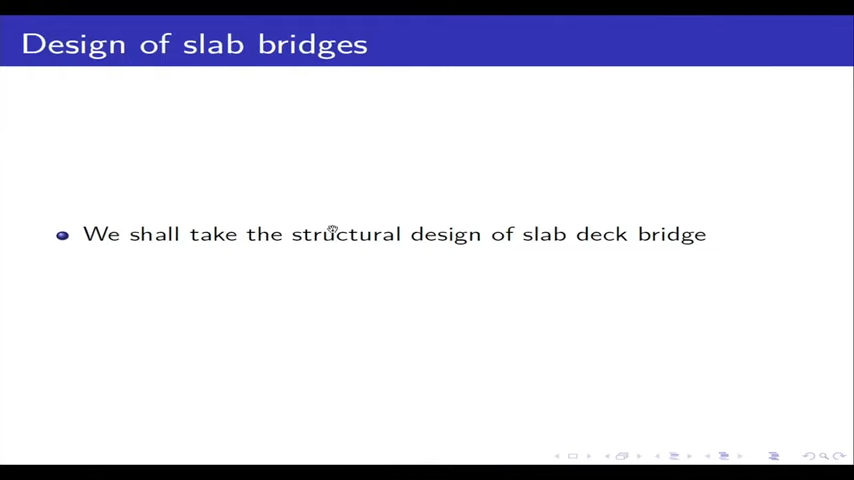 Design of slab bridges
We shall take the structural design of slab deck bridge